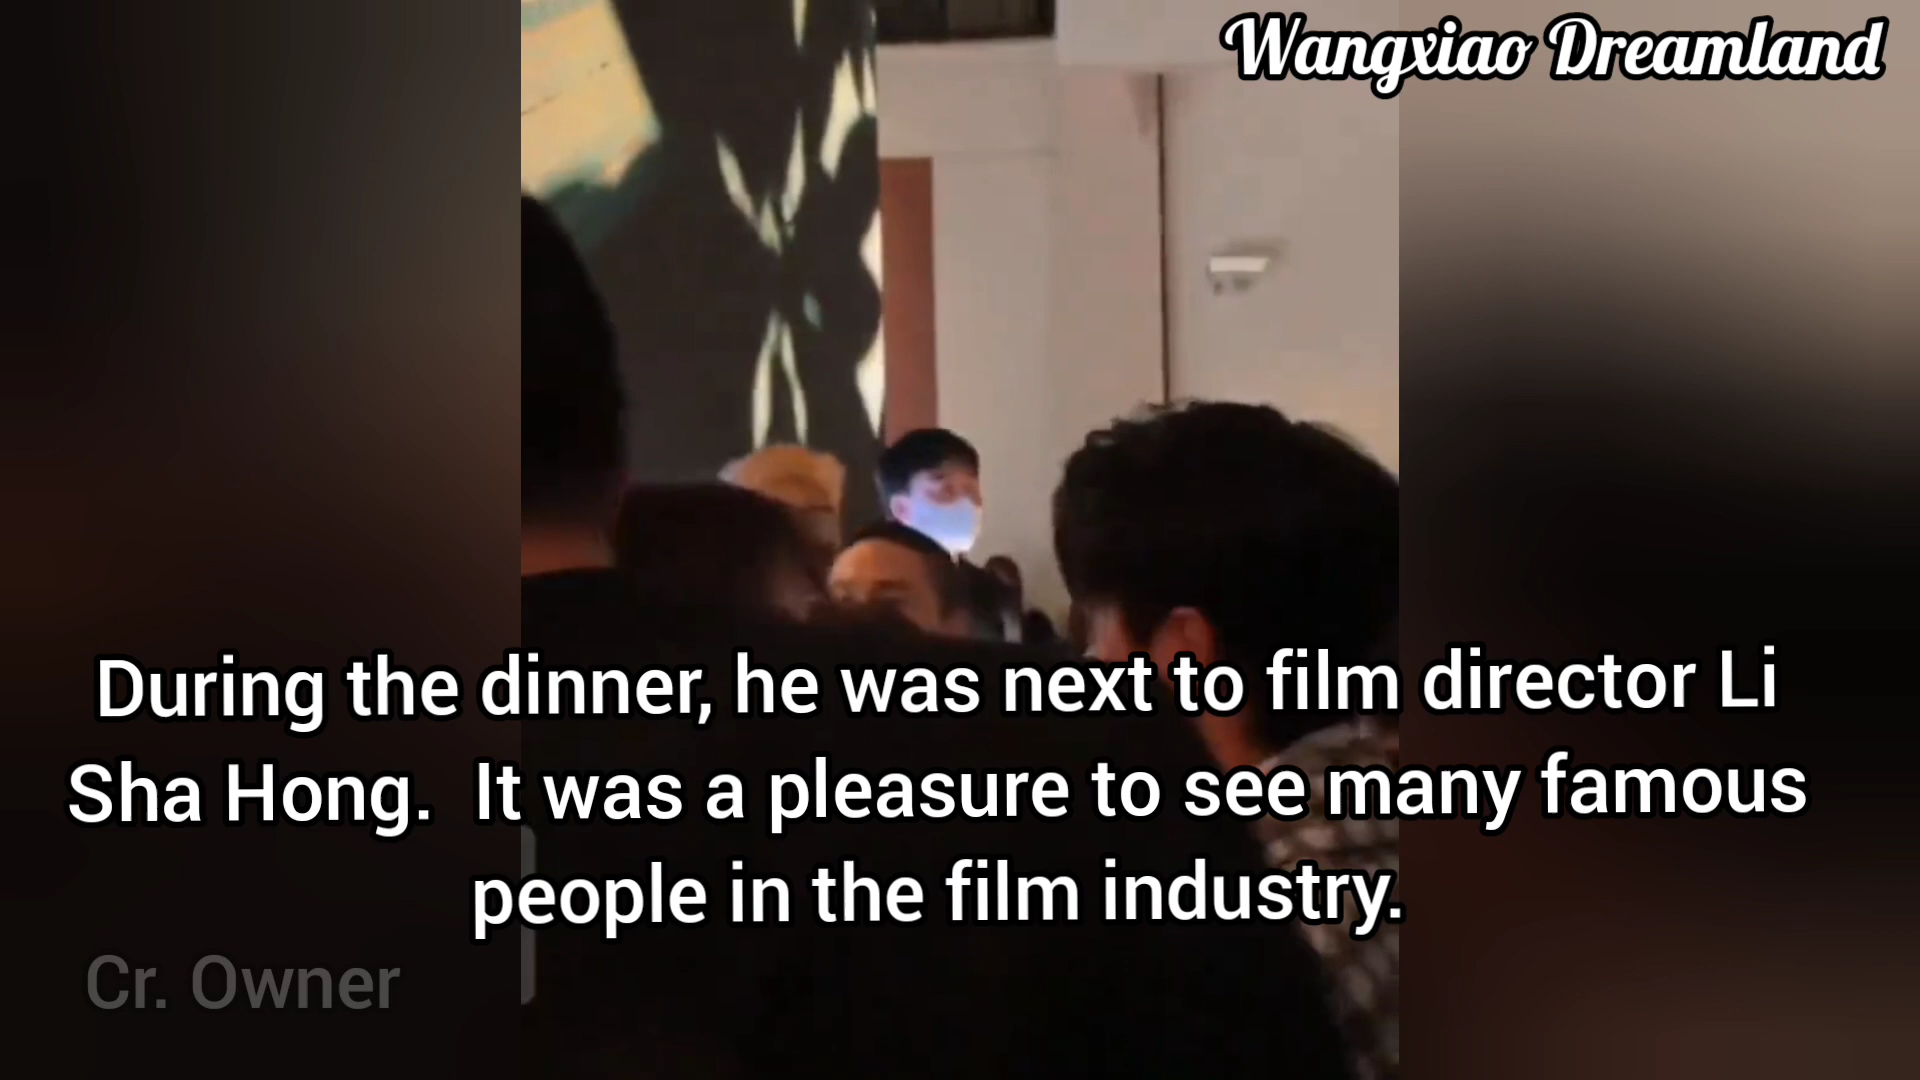 Wangxiao Dreamland
During the dinner, he was next to film director Li
Sha Hong. It was a pleasure to see many famous
people in the film industry.
Cr. Owner